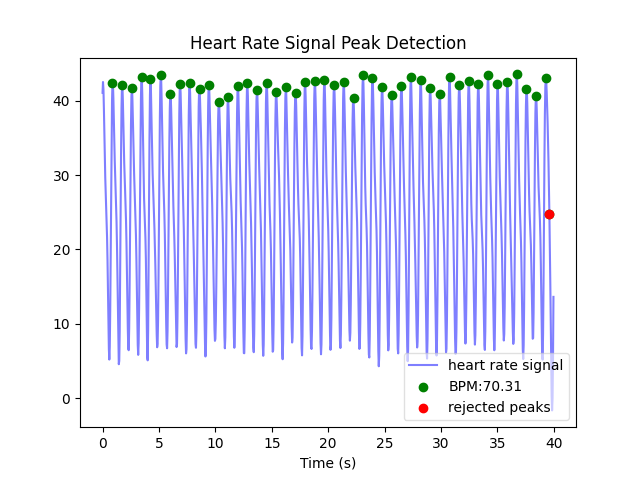 Heart Rate Signal Peak Detection
40
30
20
10
0
heart rate signal
BPM:70.31
rejected peaks
0 5 10 15 20 25 30 35 40
Time (s)